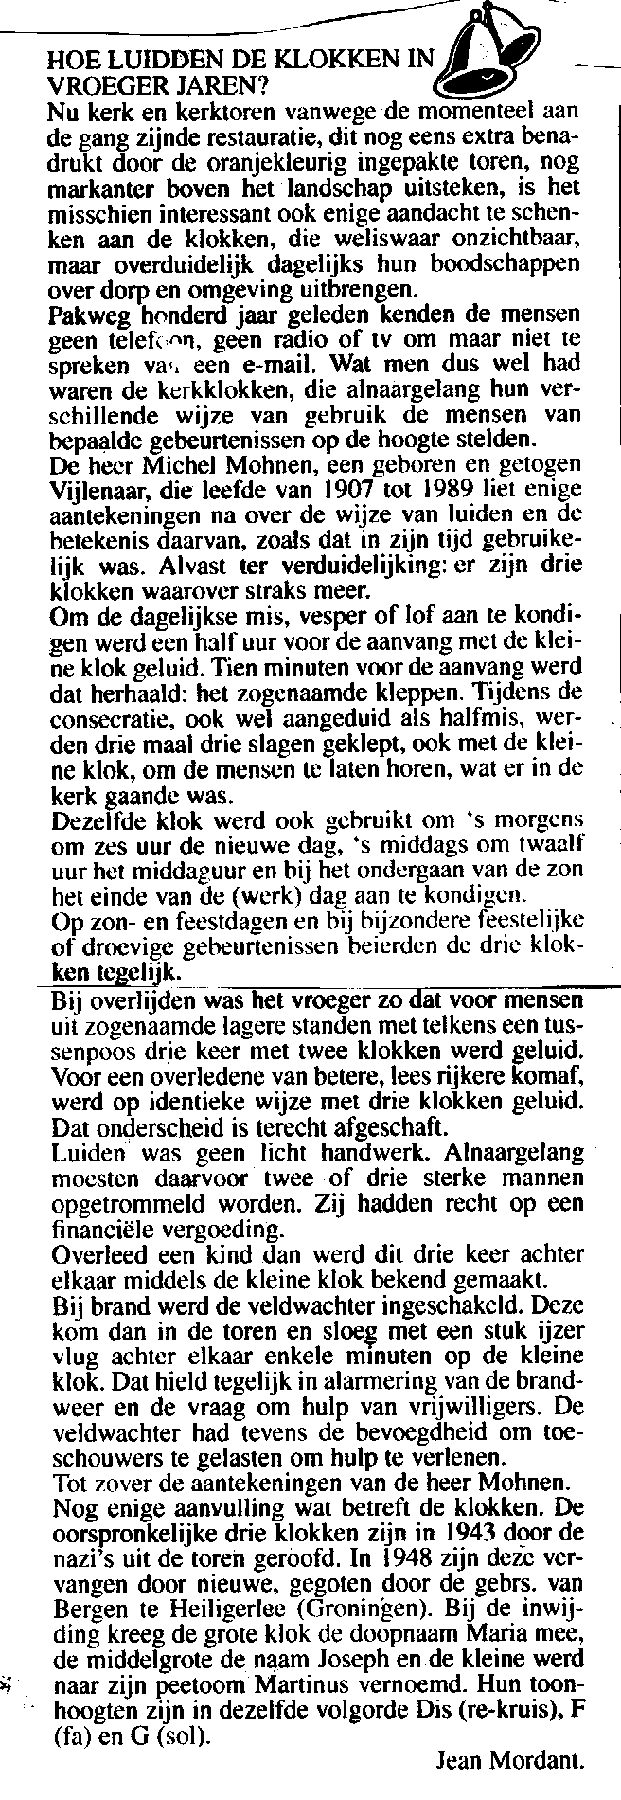 HOE LUIDDEN DE KLOKKEN IN
VROEGER JAREN?
Nu kerk en kerktoren vanwege de momenteel aan
de gang zijnde restauratie, dit nog eens extra bena-
drukt door de oranjekleurig ingepakte toren, nog
markanter boven het landschap uitsteken, is het
misschien interessant ook enige aandacht te schen-
ken aan de klokken, die weliswaar onzichtbaar,
maar overduidelijk dagelijks hun boodschappen
over dorp en omgeving uitbrengen.
Pakweg honderd jaar geleden kenden de mensen
geen telefoon, geen radio of tv om maar niet te
spreken van een e-mail. Wat men dus wel had
waren de kerkklokken, die alnaargelang hun ver-
schillende wijze van gebruik de mensen van
bepaalde gebeurtenissen op de hoogte stelden.
De heer Michel Mohnen, een geboren en getogen
Vijlenaar, die leefde van 1907 tot 1989 liet enige
aantekeningen na over de wijze van luiden en de
betekenis daarvan, zoals dat in zijn tijd gebruike-
lijk was. Alvast ter verduidelijking: er zijn drie
klokken waarover straks meer.
Om de dagelijkse mis, vesper of lof aan te kondi-
gen werd een half uur voor de aanvang met de klei-
ne klok geluid. Tien minuten voor de aanvang werd
dat herhaald: het zogenaamde kleppen. Tijdens de
consecratie, ook wel aangeduid als halfmis, wer-
den drie maal drie slagen geklept, ook met de klei-
ne klok, om de mensen te laten horen, wat er in de
kerk gaande was.
Dezelfde klok werd ook gebruikt om 's morgens
om zes uur de nieuwe dag, 's middags om twaalf
uur het middaguur en bij het ondergaan van de zon
het einde van de (werk) dag aan te kondigen.
Op zon- en feestdagen en bij bijzondere feestelijke
of droevige gebeurtenissen beierden de drie klok-
ken tegelijk.
Bij overlijden was het vroeger zo dat voor mensen
uit zogenaamde lagere standen met telkens een tus-
senpoos drie keer met twee klokken werd geluid.
Voor een overledene van betere, lees rijkere komaf,
werd op identieke wijze met drie klokken geluid.
Dat onderscheid is terecht afgeschaft.
Luiden was geen licht handwerk. Alnaargelang
moesten daarvoor twee of drie sterke mannen
opgetrommeld worden. Zij hadden recht op een
financiële vergoeding.
Overleed een kind dan werd dit drie keer achter
elkaar middels de kleine klok bekend gemaakt.
Bij brand werd de veldwachter ingeschakeld. Deze
kom dan in de toren en sloeg met een stuk ijzer
vlug achter elkaar enkele minuten op de kleine
klok. Dat hield tegelijk in alarmering van de brand-
weer en de vraag om hulp van vrijwilligers. De
veldwachter had tevens de bevoegdheid om toe-
schouwers te gelasten om hulp te verlenen.
Tot zover de aantekeningen van de heer Mohnen.
Nog enige aanvulling wat betreft de klokken. De
oorspronkelijke drie klokken zijn in 1943 door de
nazi's uit de toren geroofd. In 1948 zijn deze ver-
vangen door nieuwe, gegoten door de gebrs. van
Bergen te Heiligerlee (Groningen). Bij de inwij-
ding kreeg de grote klok de doopnaam Maria mee,
de middelgrote de naam Joseph en de kleine werd
naar zijn peetoom Martinus vernoemd. Hun toon-
hoogten zijn in dezelfde volgorde Dis (re-kruis), F
(fa) en G (sol).
Jean Mordant.